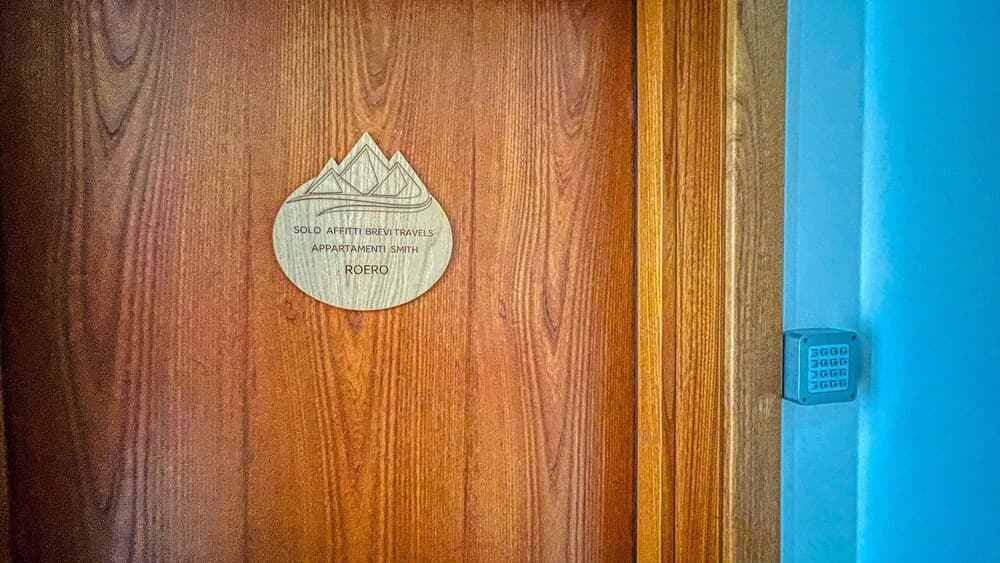 SOLO AFFITTI BREVI TRAVELS
APPARTAMENTI SMITH
ROERO